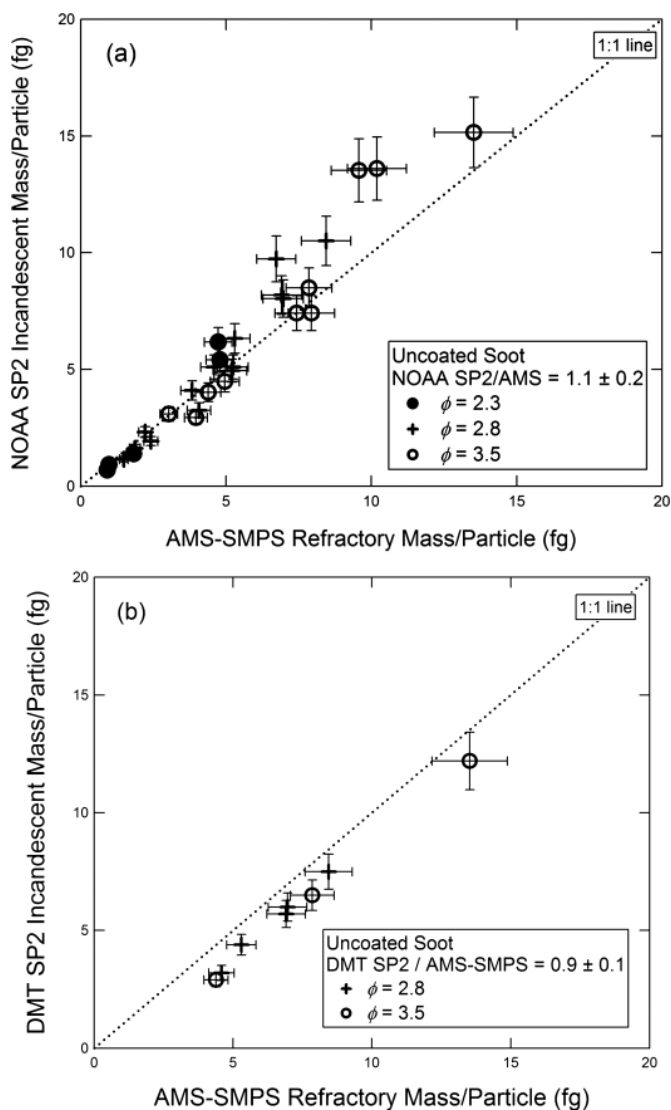 20
15
10
5
0
NOAA SP2 Incandescent Mass/Particle (fg)
(a)
1:1 line
Uncoated Soot
NOAA SP2/AMS = 1.1 ± 0.2
ϕ = 2.3
ϕ = 2.8
ϕ = 3.5
0
5
10
15
20
AMS-SMPS Refractory Mass/Particle (fg)
20
15
10
5
0
DMT SP2 Incandescent Mass/Particle (fg)
(b)
1:1 line
Uncoated Soot
DMT SP2 / AMS-SMPS = 0.9 ± 0.1
ϕ = 2.8
ϕ = 3.5
0
5
10
15
20
AMS-SMPS Refractory Mass/Particle (fg)